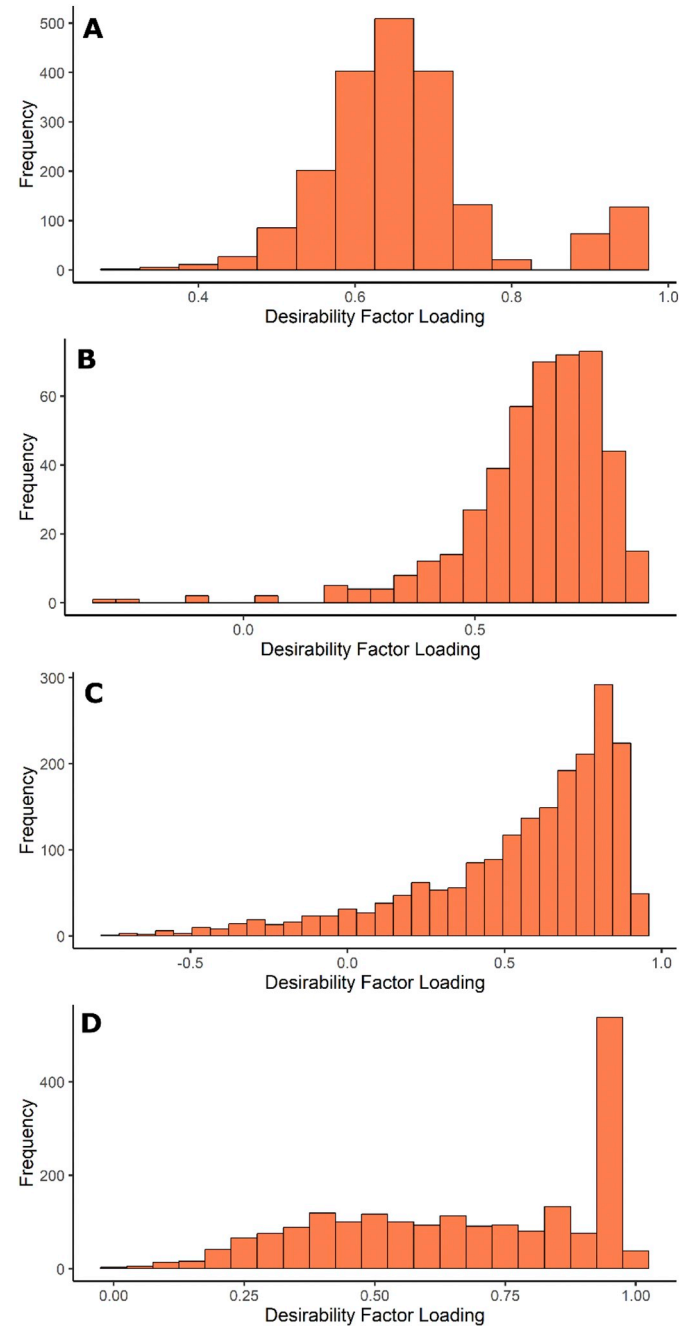 A
500
400
300
200
100
0
Frequency
0.4 0.6 0.8 1.0
Desirability Factor Loading
B
60
40
20
0
Frequency
0.0 0.5
Desirability Factor Loading
C
300
200
100
0
Frequency
-0.5 0.0 0.5 1.0
Desirability Factor Loading
D
400
200
0
Frequency
0.00 0.25 0.50 0.75 1.00
Desirability Factor Loading